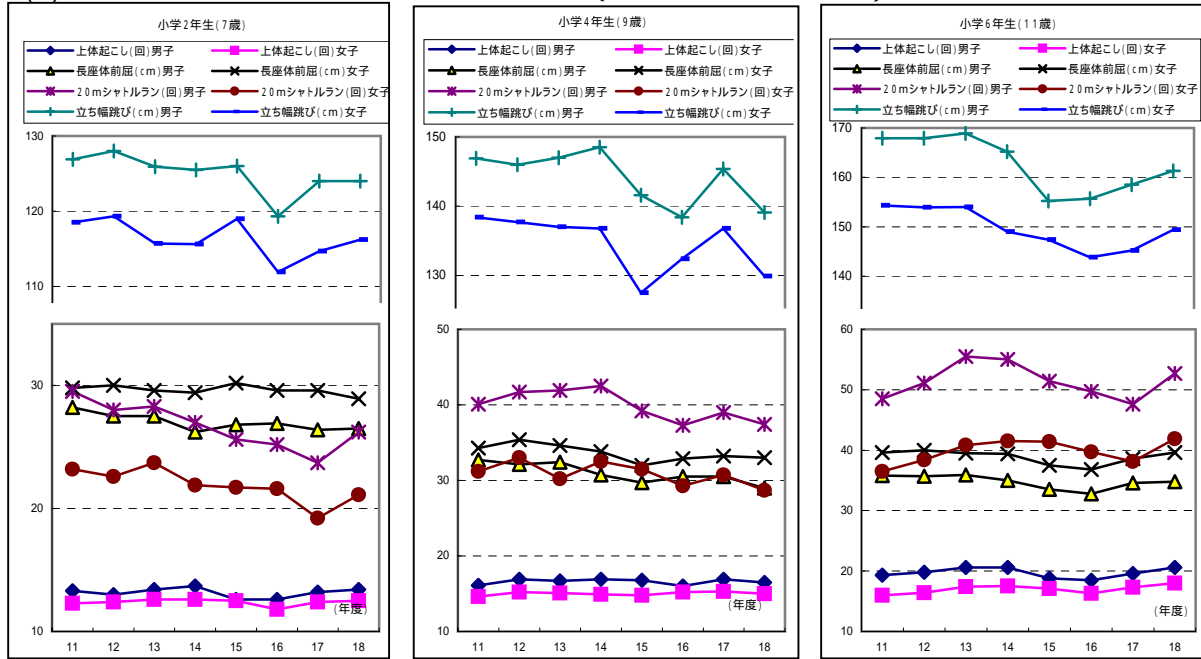 小学2年生(7歳)
上体起こし(回)男子 上体起こし(回)女子
長座体前屈(cm)男子 長座体前屈(cm)女子
20mシャトルラン(回)男子 20mシャトルラン(回)女子
立ち幅跳び(cm)男子 立ち幅跳び(cm)女子
130
120
110
30
20
10
(年度)
11 12 13 14 15 16 17 18
小学4年生(9歳)
上体起こし(回)男子 上体起こし(回)女子
長座体前屈(cm)男子 長座体前屈(cm)女子
20mシャトルラン(回)男子 20mシャトルラン(回)女子
立ち幅跳び(cm)男子 立ち幅跳び(cm)女子
150
140
130
50
40
30
20
10
(年度)
11 12 13 14 15 16 17 18
小学6年生(11歳)
上体起こし(回)男子 上体起こし(回)女子
長座体前屈(cm)男子 長座体前屈(cm)女子
20mシャトルラン(回)男子 20mシャトルラン(回)女子
立ち幅跳び(cm)男子 立ち幅跳び(cm)女子
170
160
150
140
60
50
40
30
20
10
(年度)
11 12 13 14 15 16 17 18